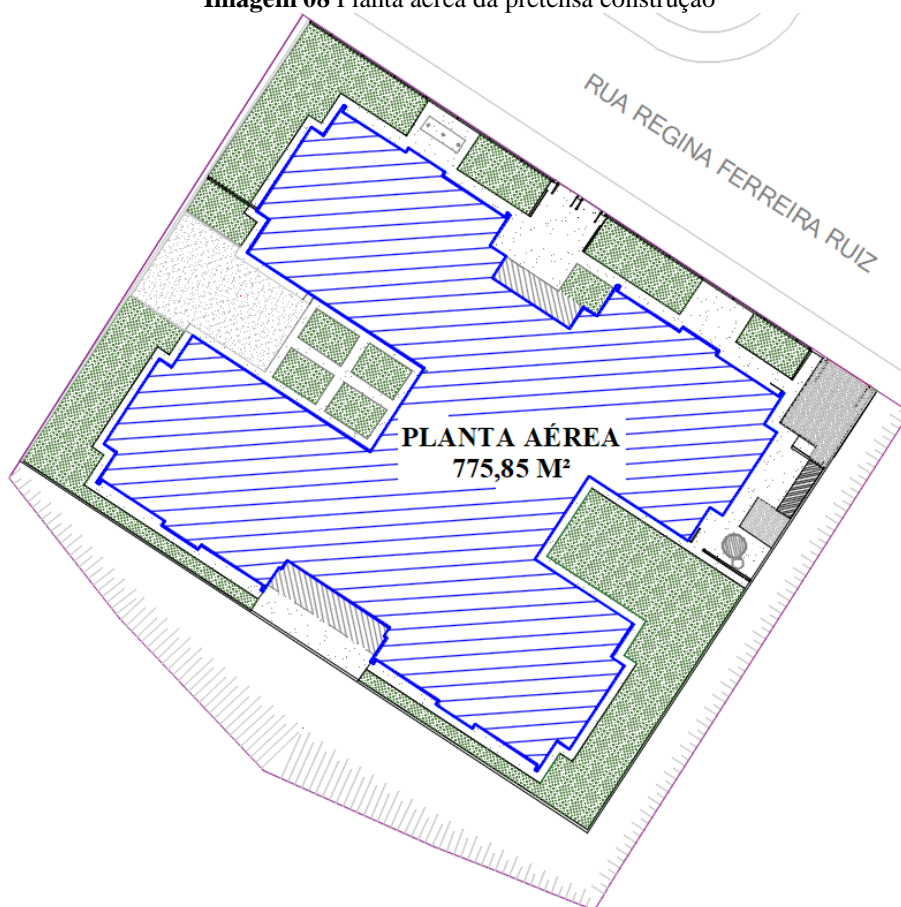 Imagem 08 Planta aérea da pretensa construção
RUA REGINA FERREIRA RUIZ
PLANTA AÉREA
775,85 M²